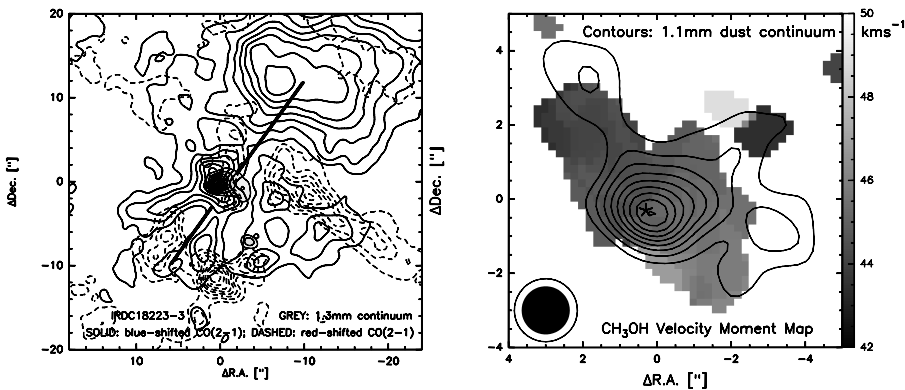 20
10
0
-10
-20
ΔDec. ["]
IRDC18223-3 GREY: 1.3mm continuum
SOLID: blue-shifted CO(2-1); DASHED: red-shifted CO(2-1)
10 0 -10 -20
ΔR.A. ["]
Contours: 1.1mm dust continuum
4
2
0
-2
-4
ΔDec. ["]
CH3OH Velocity Moment Map
4 2 0 -2 -4
ΔR.A. ["]
50
kms-1
48
46
44
42